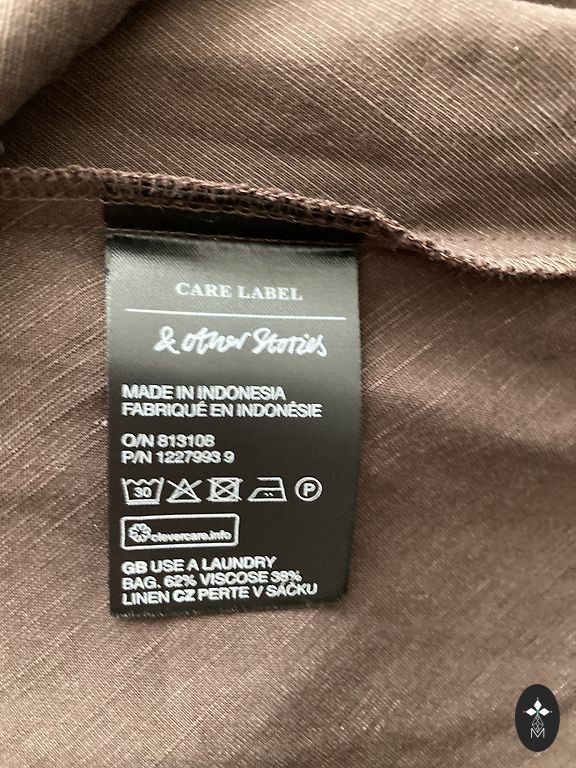 CARE LABEL
& other Stories
MADE IN INDONESIA
FABRIQUÉ EN INDONÉSIE
O/N 813108
P/N 1227993 9
30 P
clevercare.info
GB USE A LAUNDRY
BAG. 62% VISCOSE 38%
LINEN CZ PERTE V SÁČKU
M